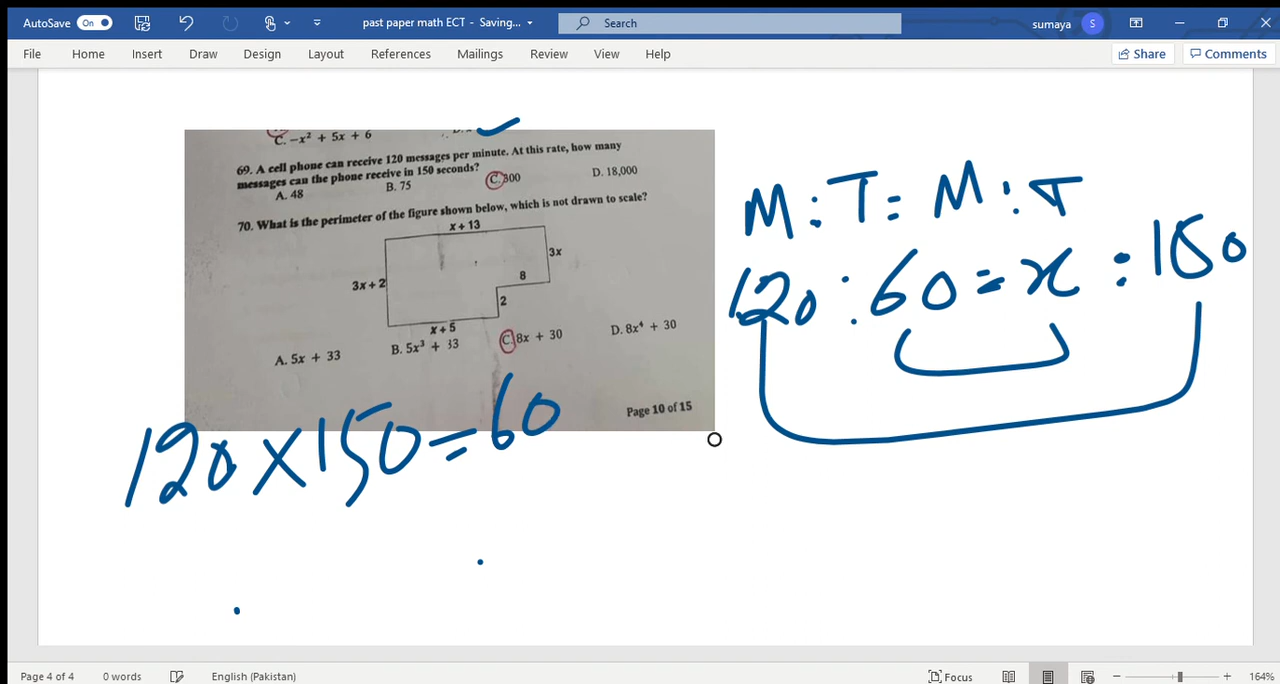 AutoSave On past paper math ECT - Saving... Search sumaya S
File Home Insert Draw Design Layout References Mailings Review View Help Share Comments
C. -x² + 5x + 6
69. A cell phone can receive 120 messages per minute. At this rate, how many
messages can the phone receive in 150 seconds?
A. 48 B. 75 C. 300 D. 18,000
70. What is the perimeter of the figure shown below, which is not drawn to scale?
x + 13
3x
3x + 2
8
2
x + 5
A. 5x + 33 B. 5x³ + 33 C. 8x + 30 D. 8x⁴ + 30
Page 10 of 15
M : T = M : T
120 : 60 = x : 150
120 X 150 = 60
Page 4 of 4 0 words English (Pakistan) Focus 164%